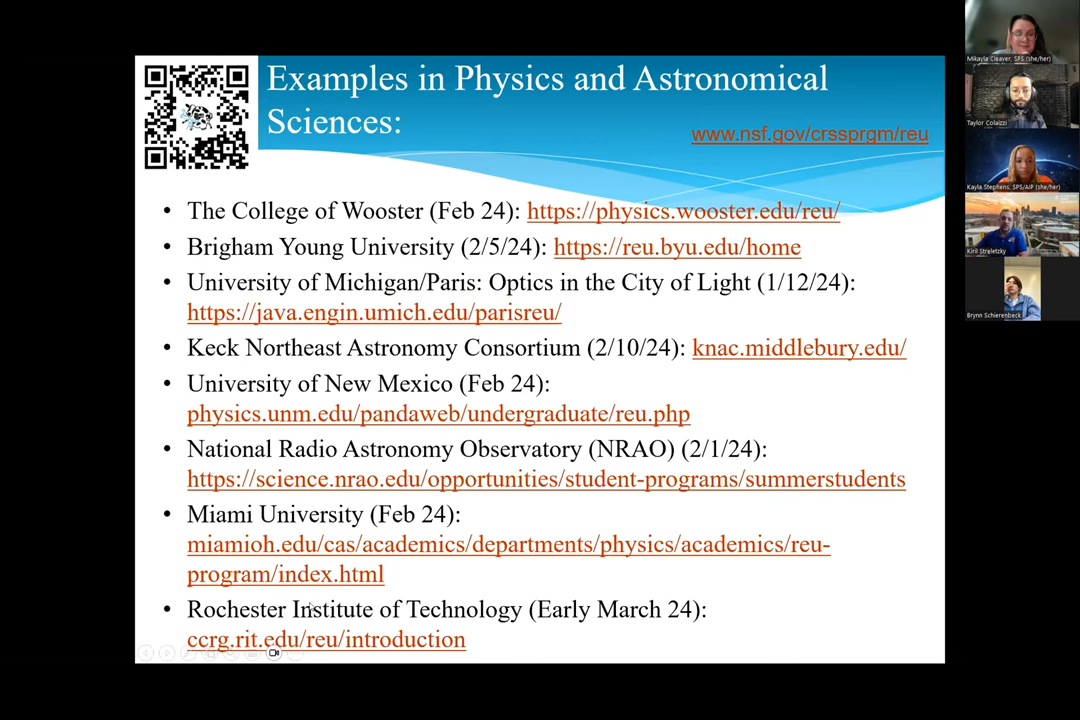 Examples in Physics and Astronomical
Sciences:
www.nsf.gov/crssprgm/reu
• The College of Wooster (Feb 24): https://physics.wooster.edu/reu/
• Brigham Young University (2/5/24): https://reu.byu.edu/home
• University of Michigan/Paris: Optics in the City of Light (1/12/24):
https://java.engin.umich.edu/parisreu/
• Keck Northeast Astronomy Consortium (2/10/24): knac.middlebury.edu/
• University of New Mexico (Feb 24):
physics.unm.edu/pandaweb/undergraduate/reu.php
• National Radio Astronomy Observatory (NRAO) (2/1/24):
https://science.nrao.edu/opportunities/student-programs/summerstudents
• Miami University (Feb 24):
miamioh.edu/cas/academics/departments/physics/academics/reu-
program/index.html
• Rochester Institute of Technology (Early March 24):
ccrg.rit.edu/reu/introduction
Mikayla Cleaver, SPS (she/her)
Taylor Colaizzi
Kayla Stephens, SPS/AIP (she/her)
Kiril Streletzky
Brynn Schierenbeck